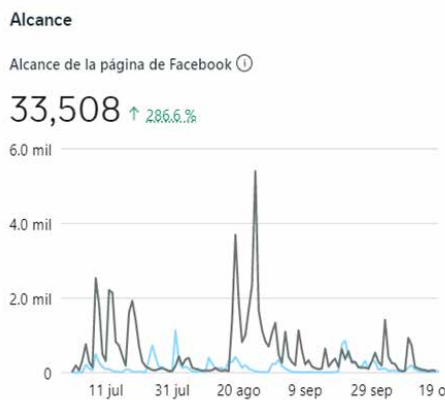 Alcance
Alcance de la página de Facebook
33,508 ↑ 286.6 %
6.0 mil
4.0 mil
2.0 mil
0
11 jul 31 jul 20 ago 9 sep 29 sep 19 o